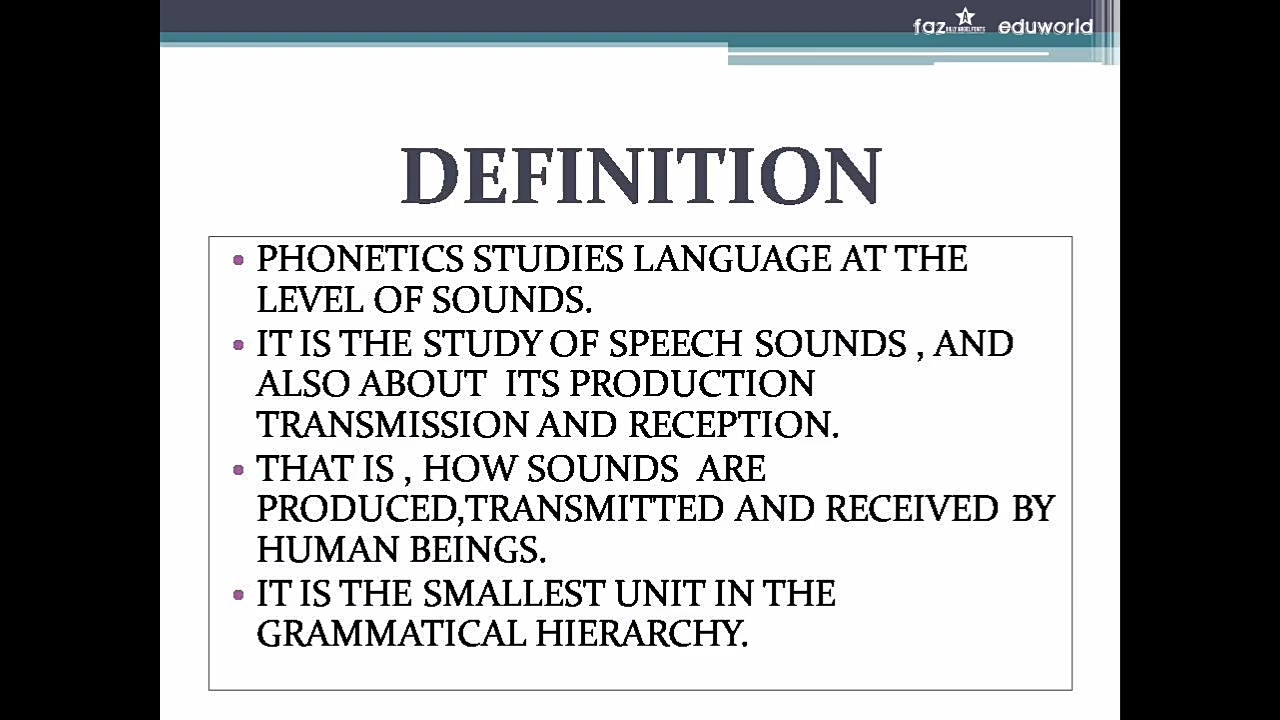 faz eduworld
DEFINITION
• PHONETICS STUDIES LANGUAGE AT THE
LEVEL OF SOUNDS.
• IT IS THE STUDY OF SPEECH SOUNDS , AND
ALSO ABOUT ITS PRODUCTION
TRANSMISSION AND RECEPTION.
• THAT IS , HOW SOUNDS ARE
PRODUCED,TRANSMITTED AND RECEIVED BY
HUMAN BEINGS.
• IT IS THE SMALLEST UNIT IN THE
GRAMMATICAL HIERARCHY.